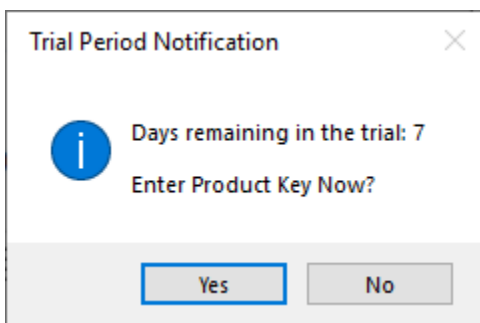 Trial Period Notification
Days remaining in the trial: 7
Enter Product Key Now?
Yes
No